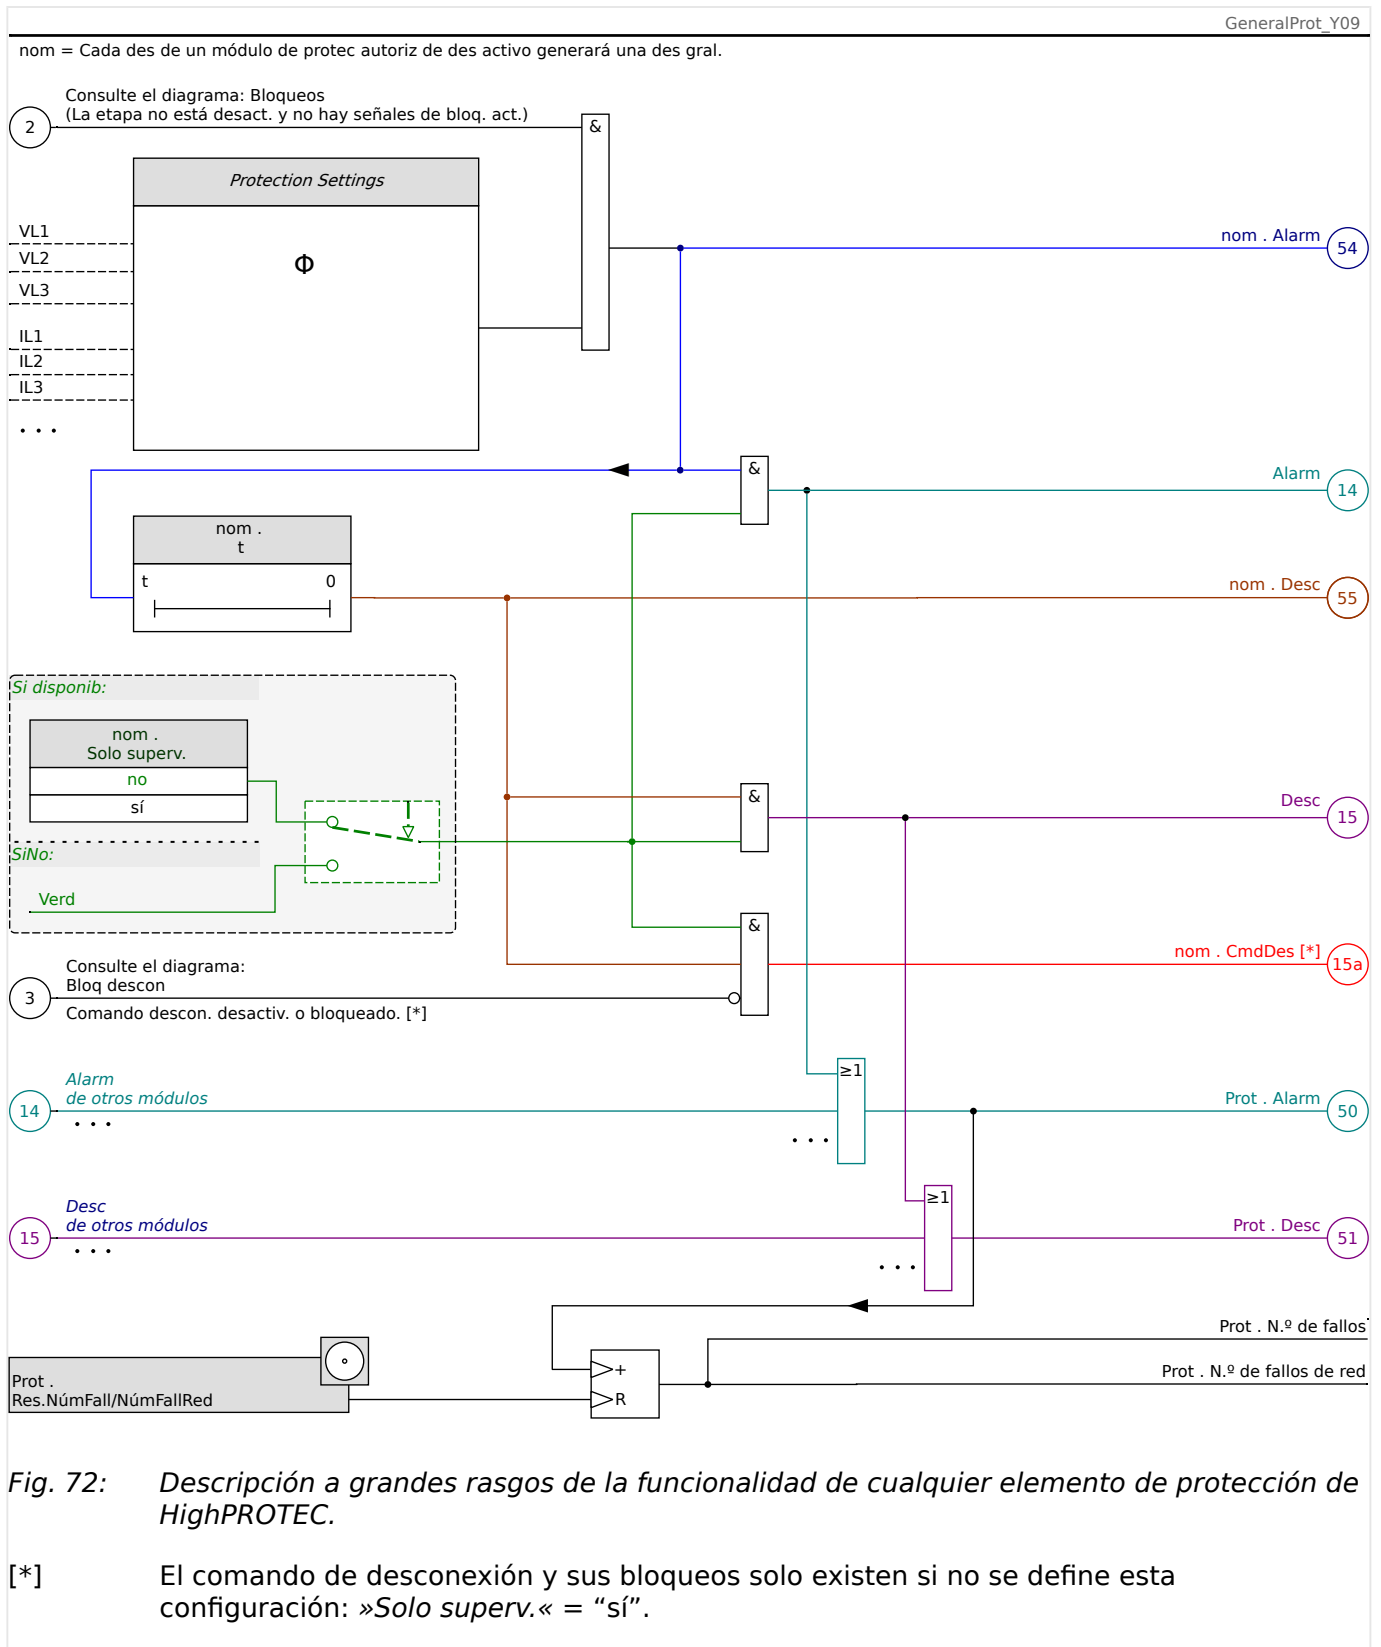 GeneralProt_Y09
nom = Cada des de un módulo de protec autoriz de des activo generará una des gral.
Consulte el diagrama: Bloqueos
(La etapa no está desact. y no hay señales de bloq. act.)
2
&
Protection Settings
Φ
VL1
VL2
VL3
IL1
IL2
IL3
. . .
nom . Alarm
54
&
Alarm
14
nom .
t
t 0
nom . Desc
55
Si disponib:
nom .
Solo superv.
no
sí
SiNo:
Verd
&
Desc
15
&
nom . CmdDes [*]
15a
Consulte el diagrama:
Bloq descon
3
Comando descon. desactiv. o bloqueado. [*]
≥1
Alarm
de otros módulos
14
. . .
. . .
Prot . Alarm
50
≥1
Desc
de otros módulos
15
. . .
. . .
Prot . Desc
51
Prot . N.º de fallos
Prot . N.º de fallos de red
+
R
Prot .
Res.NúmFall/NúmFallRed
Fig. 72: Descripción a grandes rasgos de la funcionalidad de cualquier elemento de protección de
HighPROTEC.
[*] El comando de desconexión y sus bloqueos solo existen si no se define esta
configuración: »Solo superv.« = “sí”.